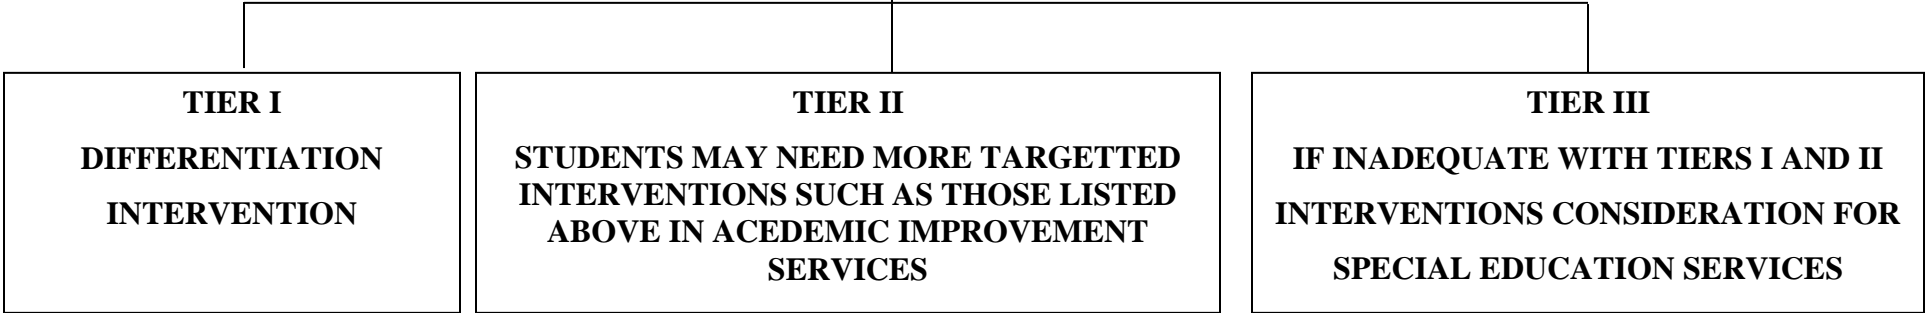 TIER I
DIFFERENTIATION
INTERVENTION
TIER II
STUDENTS MAY NEED MORE TARGETTED
INTERVENTIONS SUCH AS THOSE LISTED
ABOVE IN ACEDEMIC IMPROVEMENT
SERVICES
TIER III
IF INADEQUATE WITH TIERS I AND II
INTERVENTIONS CONSIDERATION FOR
SPECIAL EDUCATION SERVICES